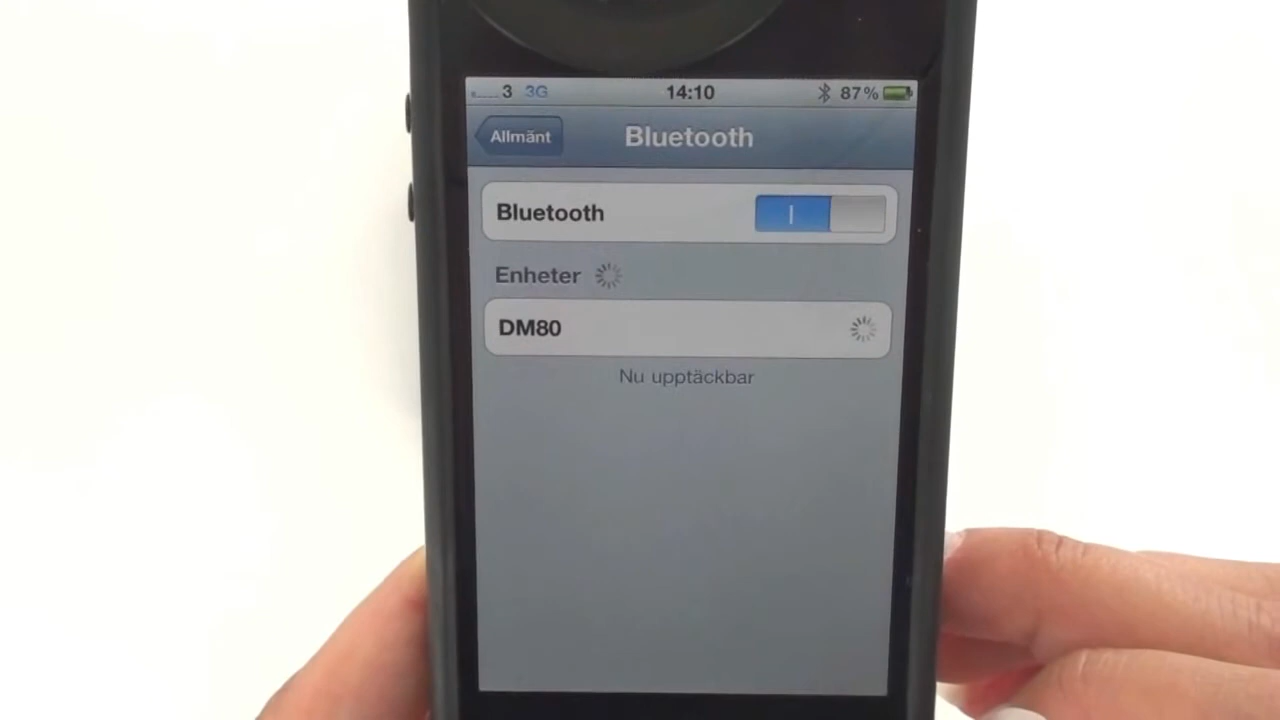 3 3G 14:10 87%
Allmänt Bluetooth
Bluetooth
Enheter
DM80
Nu upptäckbar